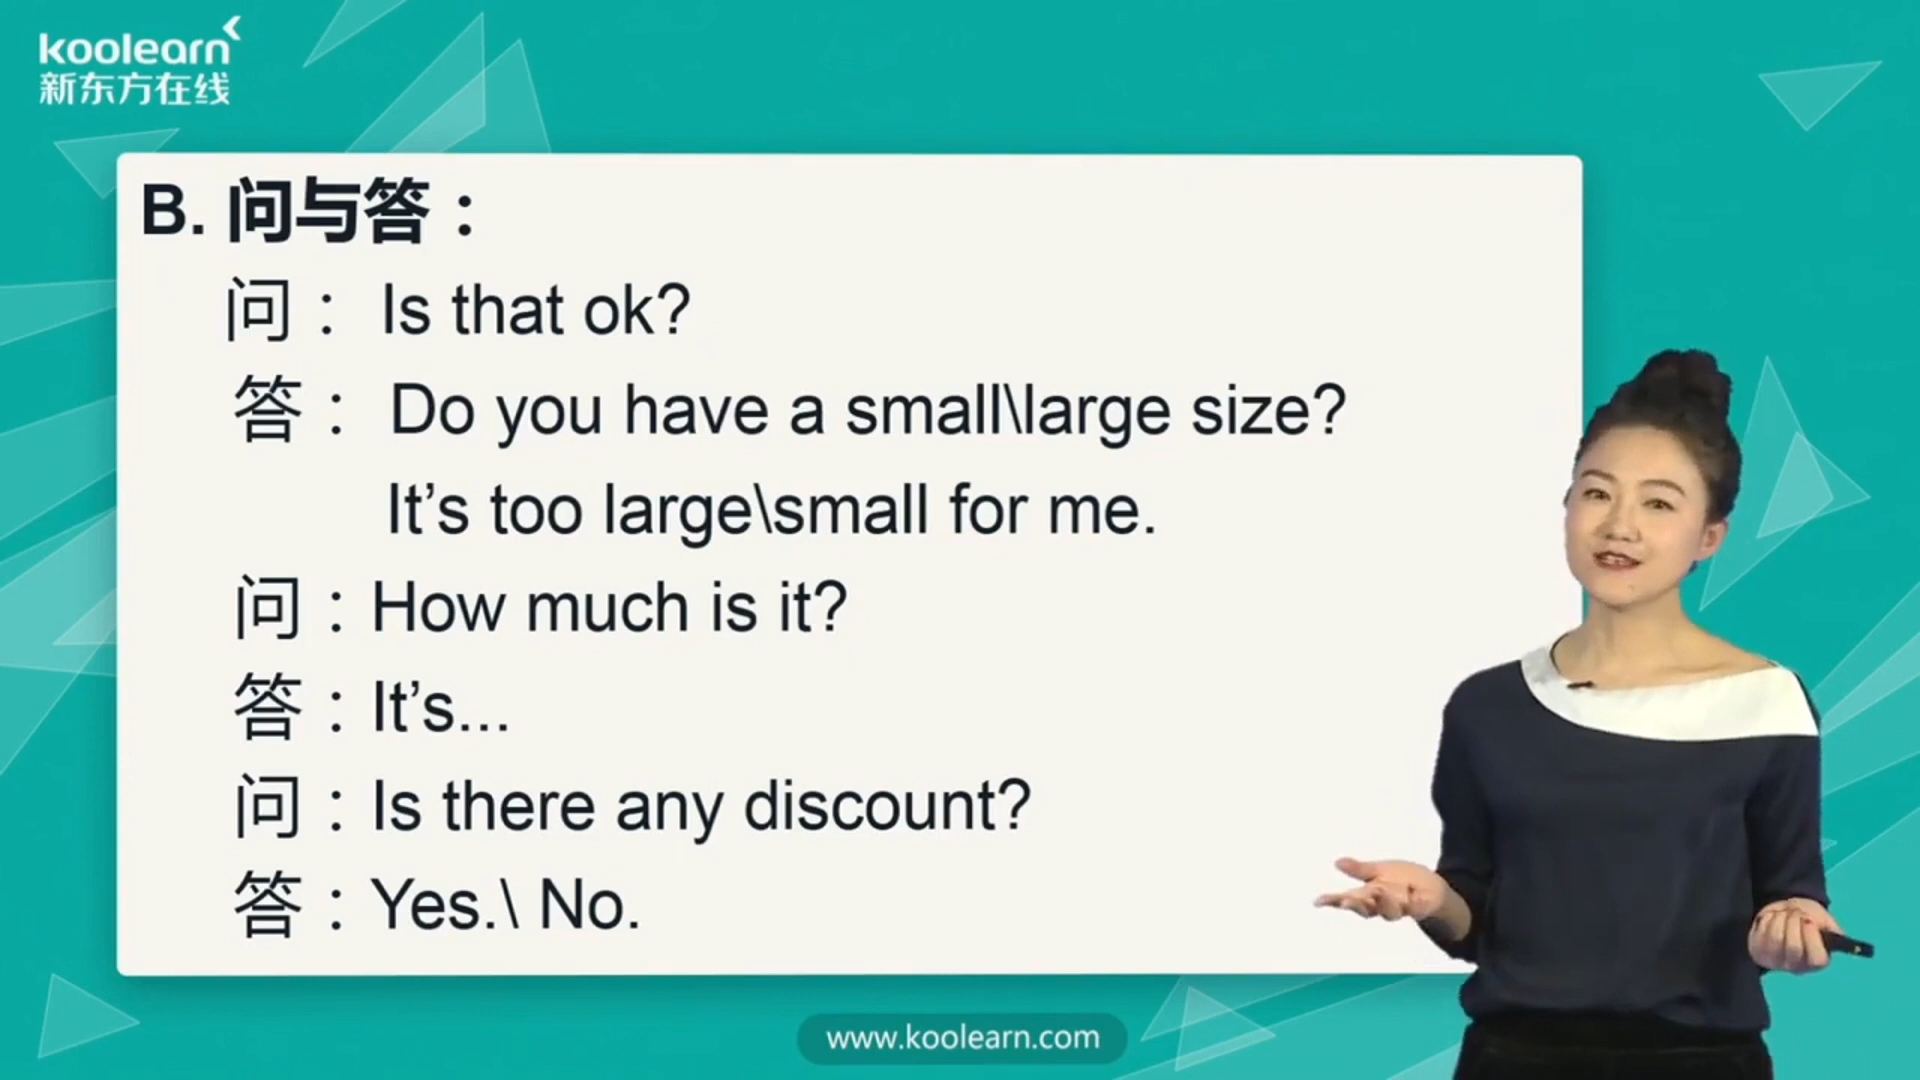 koolearn
新东方在线
B. 问与答：
问： Is that ok?
答： Do you have a small\large size?
It’s too large\small for me.
问：How much is it?
答：It’s...
问：Is there any discount?
答：Yes.\ No.
www.koolearn.com